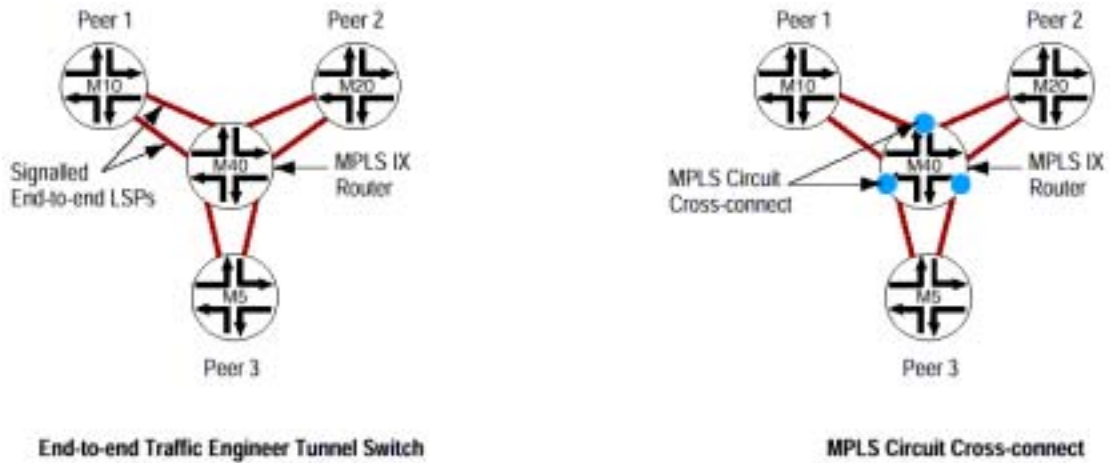 Peer 1
Peer 2
M10
M20
M40
Signalled
End-to-end LSPs
MPLS IX
Router
M5
Peer 3
End-to-end Traffic Engineer Tunnel Switch
Peer 1
Peer 2
M10
M20
M40
MPLS Circuit
Cross-connect
MPLS IX
Router
M5
Peer 3
MPLS Circuit Cross-connect